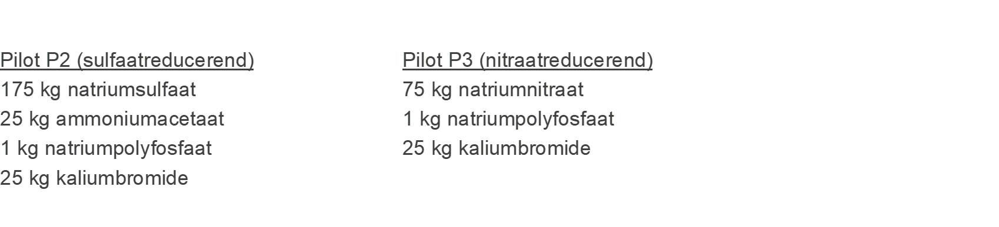 Pilot P2 (sulfaatreducerend)
175 kg natriumsulfaat
25 kg ammoniumacetaat
1 kg natriumpolyfosfaat
25 kg kaliumbromide
Pilot P3 (nitraatreducerend)
75 kg natriumnitraat
1 kg natriumpolyfosfaat
25 kg kaliumbromide